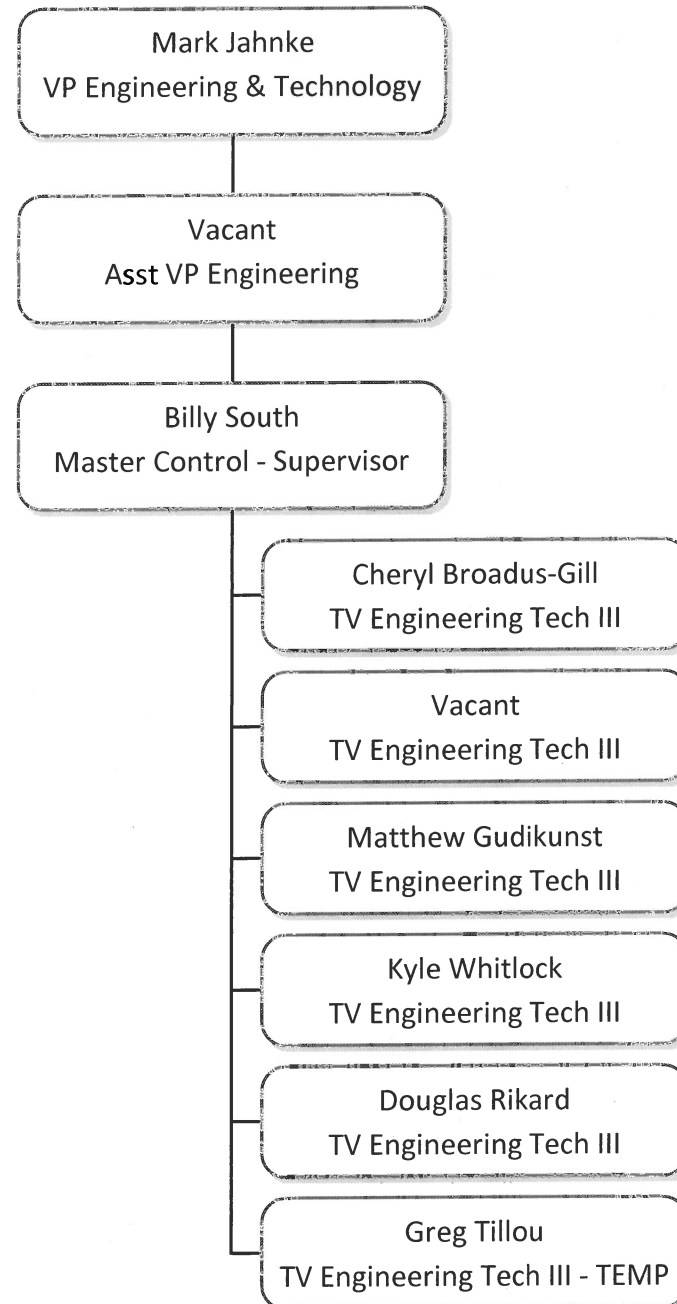 Mark Jahnke
VP Engineering & Technology
Vacant
Asst VP Engineering
Billy South
Master Control - Supervisor
Cheryl Broadus-Gill
TV Engineering Tech III
Vacant
TV Engineering Tech III
Matthew Gudikunst
TV Engineering Tech III
Kyle Whitlock
TV Engineering Tech III
Douglas Rikard
TV Engineering Tech III
Greg Tillou
TV Engineering Tech III - TEMP